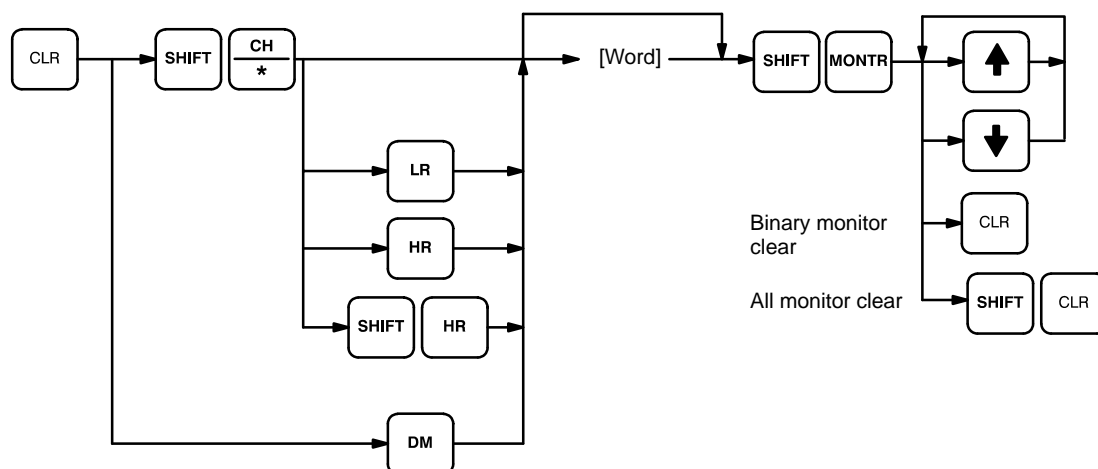 CLR
SHIFT
CH
*
[Word]
SHIFT
MONTR
LR
HR
SHIFT
HR
DM
Binary monitor
clear
CLR
All monitor clear
SHIFT
CLR